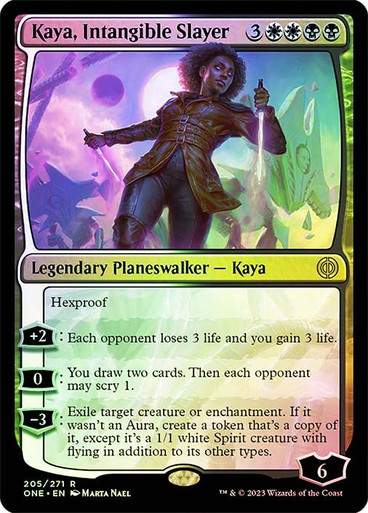 Kaya, Intangible Slayer 3
Legendary Planeswalker — Kaya
Hexproof
+2: Each opponent loses 3 life and you gain 3 life.
0: You draw two cards. Then each opponent
may scry 1.
−3: Exile target creature or enchantment. If it
wasn't an Aura, create a token that's a copy of
it, except it's a 1/1 white Spirit creature with
flying in addition to its other types.
6
205/271 R
ONE • EN Marta Nael
™ & © 2023 Wizards of the Coast